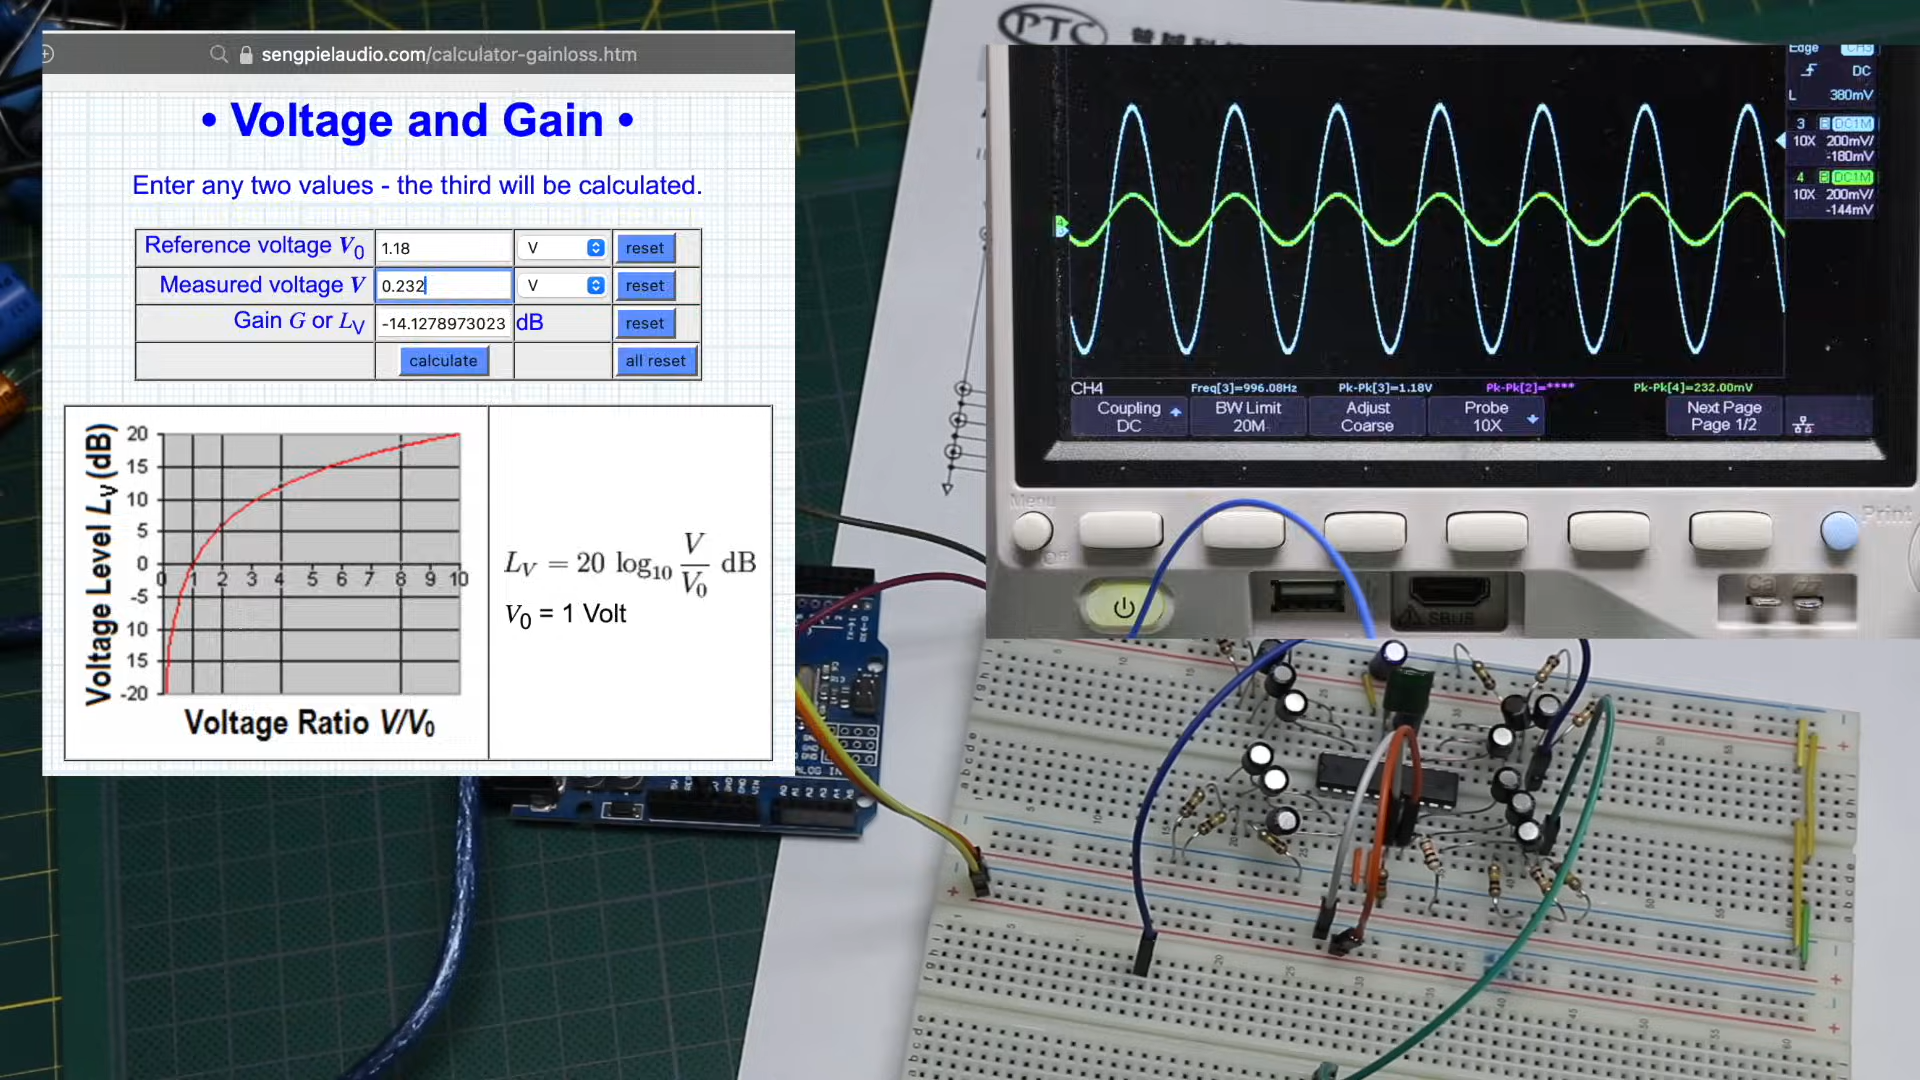 sengpielaudio.com/calculator-gainloss.htm
• Voltage and Gain •
Enter any two values - the third will be calculated.
Reference voltage V0 1.18 V reset
Measured voltage V 0.232 V reset
Gain G or LV -14.1278973023 dB reset
calculate all reset
Voltage Level LV (dB)
20
15
10
5
0
-5
10
15
-20
0 1 2 3 4 5 6 7 8 9 10
Voltage Ratio V/V0
LV = 20 log10 V/V0 dB
V0 = 1 Volt
PTC
Edge CH3
DC
L 380mV
3 B DC1M
10X 200mV/
-180mV
4 B DC1M
10X 200mV/
-144mV
CH4 Freq[3]=996.08Hz Pk-Pk[3]=1.18V Pk-Pk[2]=**** Pk-Pk[4]=232.00mV
Coupling
DC
BW Limit
20M
Adjust
Coarse
Probe
10X
Next Page
Page 1/2
Menu
Print
SBUS